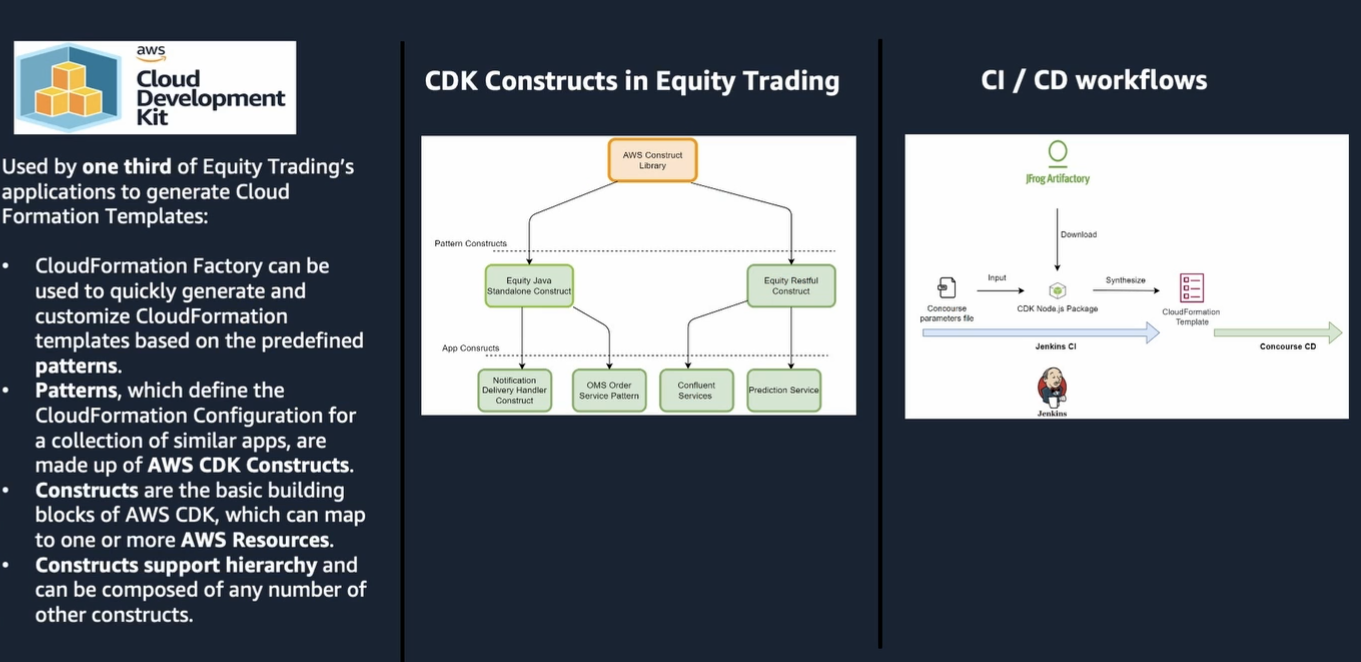 aws
Cloud
Development
Kit
Used by one third of Equity Trading’s
applications to generate Cloud
Formation Templates:
• CloudFormation Factory can be
used to quickly generate and
customize CloudFormation
templates based on the predefined
patterns.
• Patterns, which define the
CloudFormation Configuration for
a collection of similar apps, are
made up of AWS CDK Constructs.
• Constructs are the basic building
blocks of AWS CDK, which can map
to one or more AWS Resources.
• Constructs support hierarchy and
can be composed of any number of
other constructs.
CDK Constructs in Equity Trading
AWS Construct
Library
Pattern Constructs
Equity Java
Standalone Construct
Equity Restful
Construct
App Consructs
Notification
Delivery Handler
Construct
OMS Order
Service Pattern
Confluent
Services
Prediction Service
CI / CD workflows
JFrog Artifactory
Download
Input
Synthesize
Concourse
parameters file
CDK Node.js Package
CloudFormation
Template
Jenkins CI
Concourse CD
Jenkins